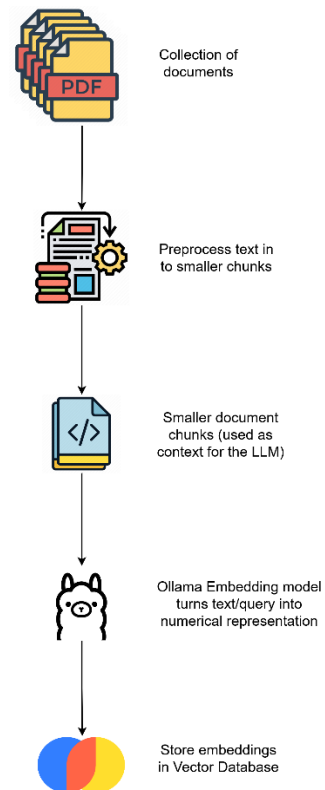 PDF
Collection of
documents
Preprocess text in
to smaller chunks
</>
Smaller document
chunks (used as
context for the LLM)
Ollama Embedding model
turns text/query into
numerical representation
Store embeddings
in Vector Database